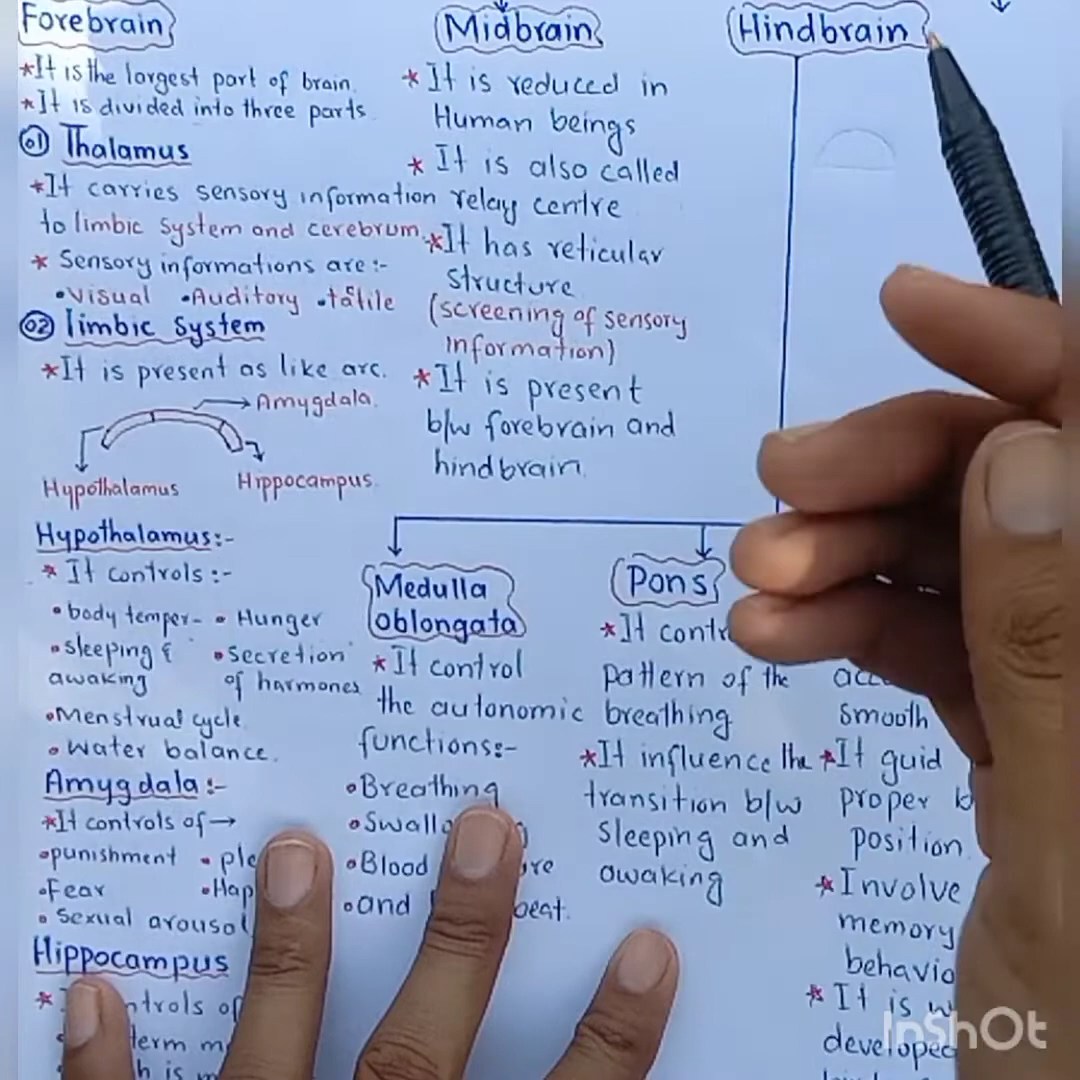 Forebrain
*It is the largest part of brain.
*It is divided into three parts.
01 Thalamus
*It carries sensory information
to limbic system and cerebrum.
* Sensory informations are:-
•Visual •Auditory •tactile
02 limbic system
*It is present as like arc.
Amygdala.
Hypothalamus
Hippocampus.
Hypothalamus:-
* It controls:-
•body temper- • Hunger
•sleeping & •secretion
awaking of harmones
•Menstrual cycle.
• water balance.
Amygdala:-
*It controls of→
•punishment
•Fear
• Sexual arousal
Hippocampus
*
Midbrain
* It is reduced in
Human beings
* It is also called
relay centre
*It has reticular
structure
(screening of sensory
information)
*It is present
b/w forebrain and
hindbrain.
Hindbrain
Medulla
oblongata
*It control
the autonomic
functions:-
•Breathing
•Blood
•and
Pons
*It
pattern of the
breathing
*It influence the
transition b/w
sleeping and
awaking
smooth
*It guid
proper
position.
*Involve
memory
*It is
InShOt